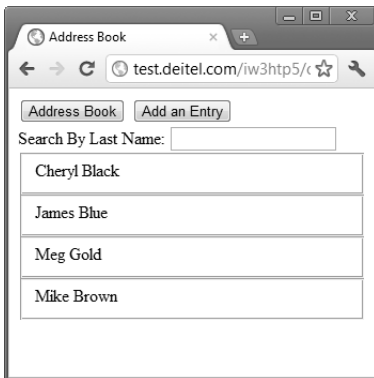 Address Book
test.deitel.com/iw3htp5/
Address Book Add an Entry
Search By Last Name:
Cheryl Black
James Blue
Meg Gold
Mike Brown